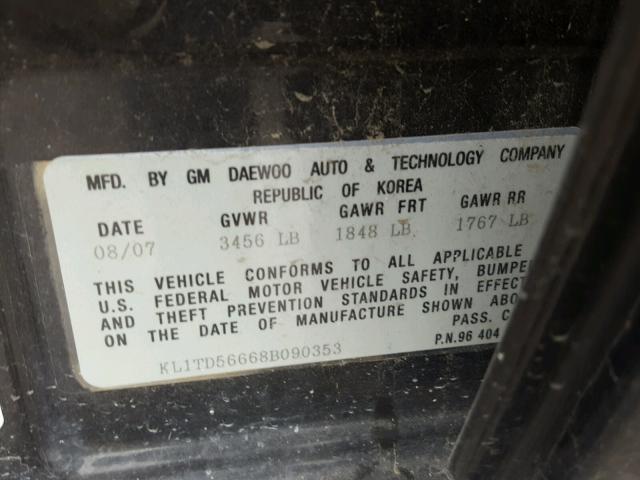 MFD. BY GM DAEWOO AUTO & TECHNOLOGY COMPANY
REPUBLIC OF KOREA
DATE GVWR GAWR FRT GAWR RR
08/07 3456 LB 1848 LB 1767 LB
THIS VEHICLE CONFORMS TO ALL APPLICABLE
U.S. FEDERAL MOTOR VEHICLE SAFETY, BUMPE
AND THEFT PREVENTION STANDARDS IN EFFECT
ON THE DATE OF MANUFACTURE SHOWN ABO
PASS. C
KL1TD56668B090353 P.N.96 404